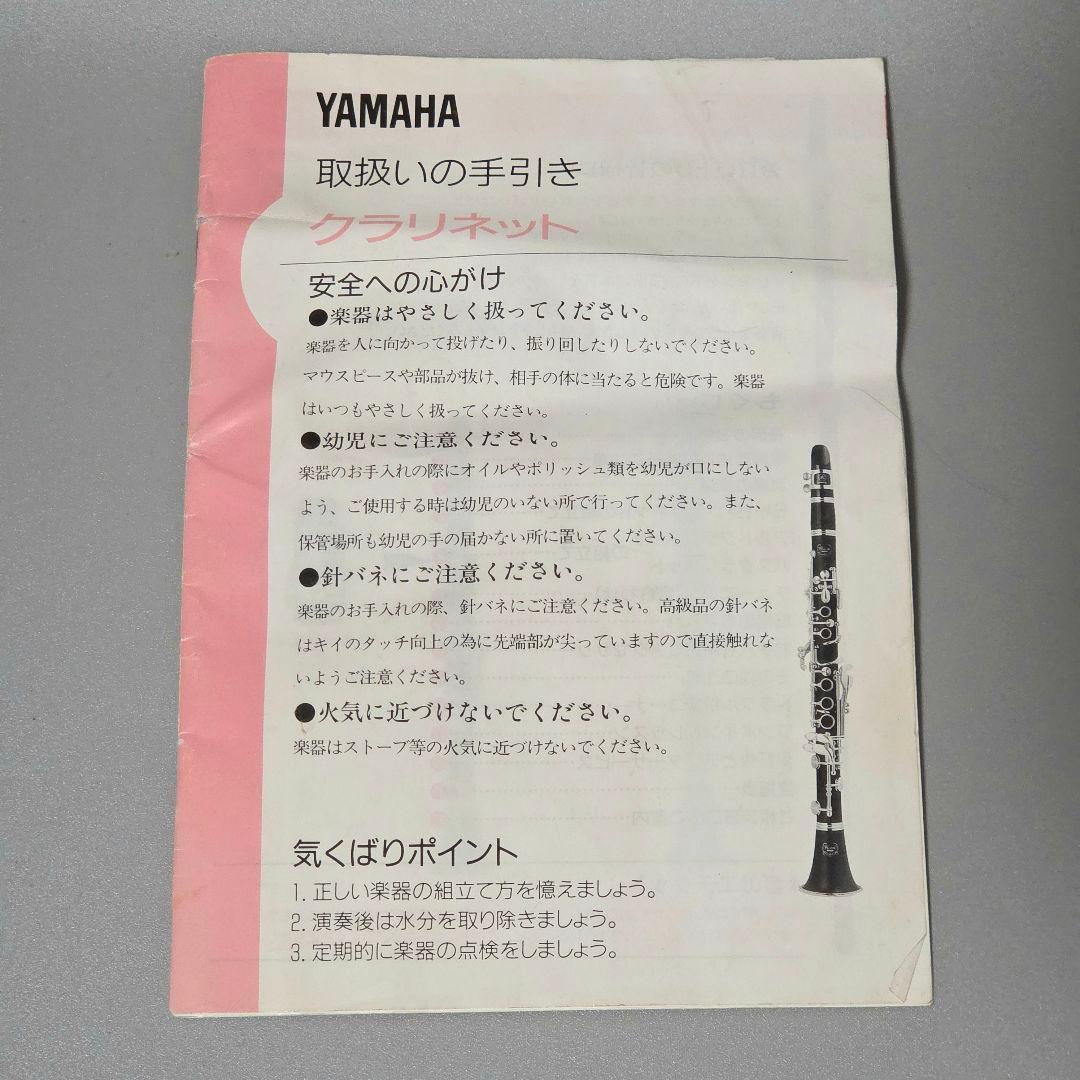 YAMAHA
取扱いの手引き
クラリネット
安全への心がけ
●楽器はやさしく扱ってください。
楽器を人に向かって投げたり、振り回したりしないでください。
マウスピースや部品が抜け、相手の体に当たると危険です。楽器
はいつもやさしく扱ってください。
●幼児にご注意ください。
楽器のお手入れの際にオイルやポリッシュ類を幼児が口にしない
よう、ご使用する時は幼児のいない所で行ってください。また、
保管場所も幼児の手の届かない所に置いてください。
●針バネにご注意ください。
楽器のお手入れの際、針バネにご注意ください。高級品の針バネ
はキイのタッチ向上の為に先端部が尖っていますので直接触れな
いようご注意ください。
●火気に近づけないでください。
楽器はストーブ等の火気に近づけないでください。
気くばりポイント
1. 正しい楽器の組立て方を憶えましょう。
2. 演奏後は水分を取り除きましょう。
3. 定期的に楽器の点検をしましょう。